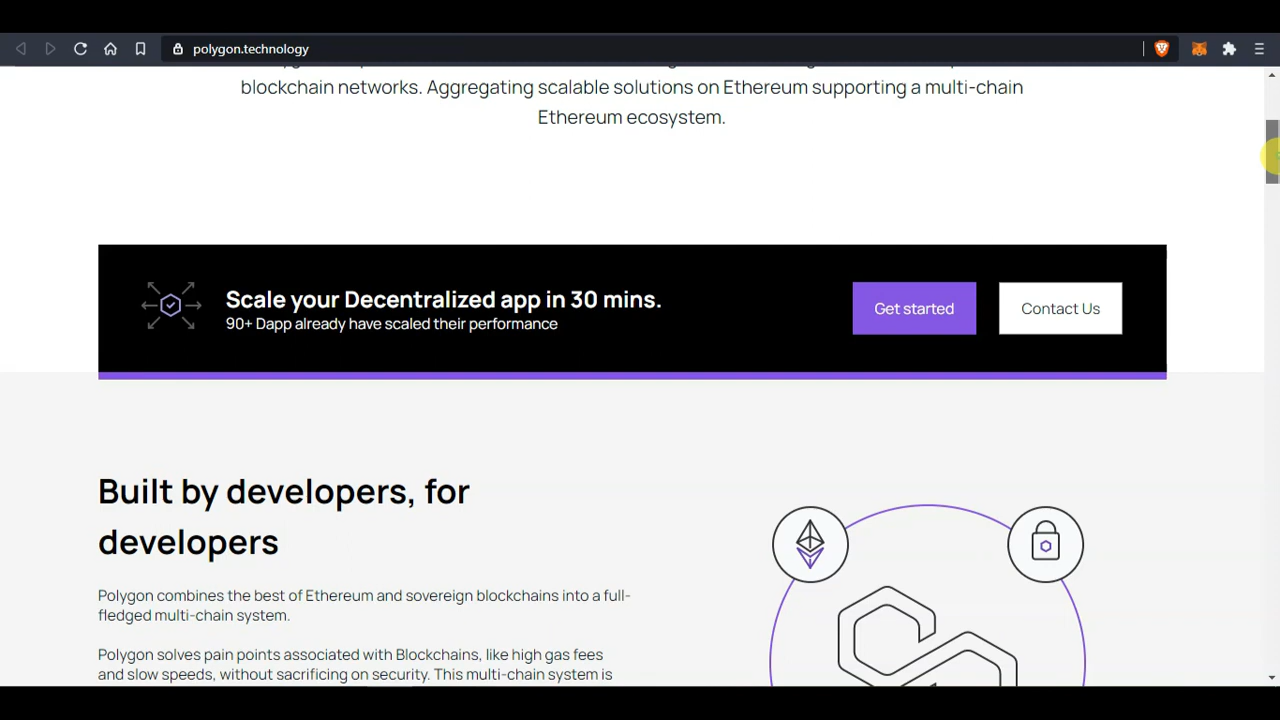 polygon.technology
blockchain networks. Aggregating scalable solutions on Ethereum supporting a multi-chain
Ethereum ecosystem.
Scale your Decentralized app in 30 mins.
90+ Dapp already have scaled their performance
Get started
Contact Us
Built by developers, for
developers
Polygon combines the best of Ethereum and sovereign blockchains into a full-
fledged multi-chain system.
Polygon solves pain points associated with Blockchains, like high gas fees
and slow speeds, without sacrificing on security. This multi-chain system is